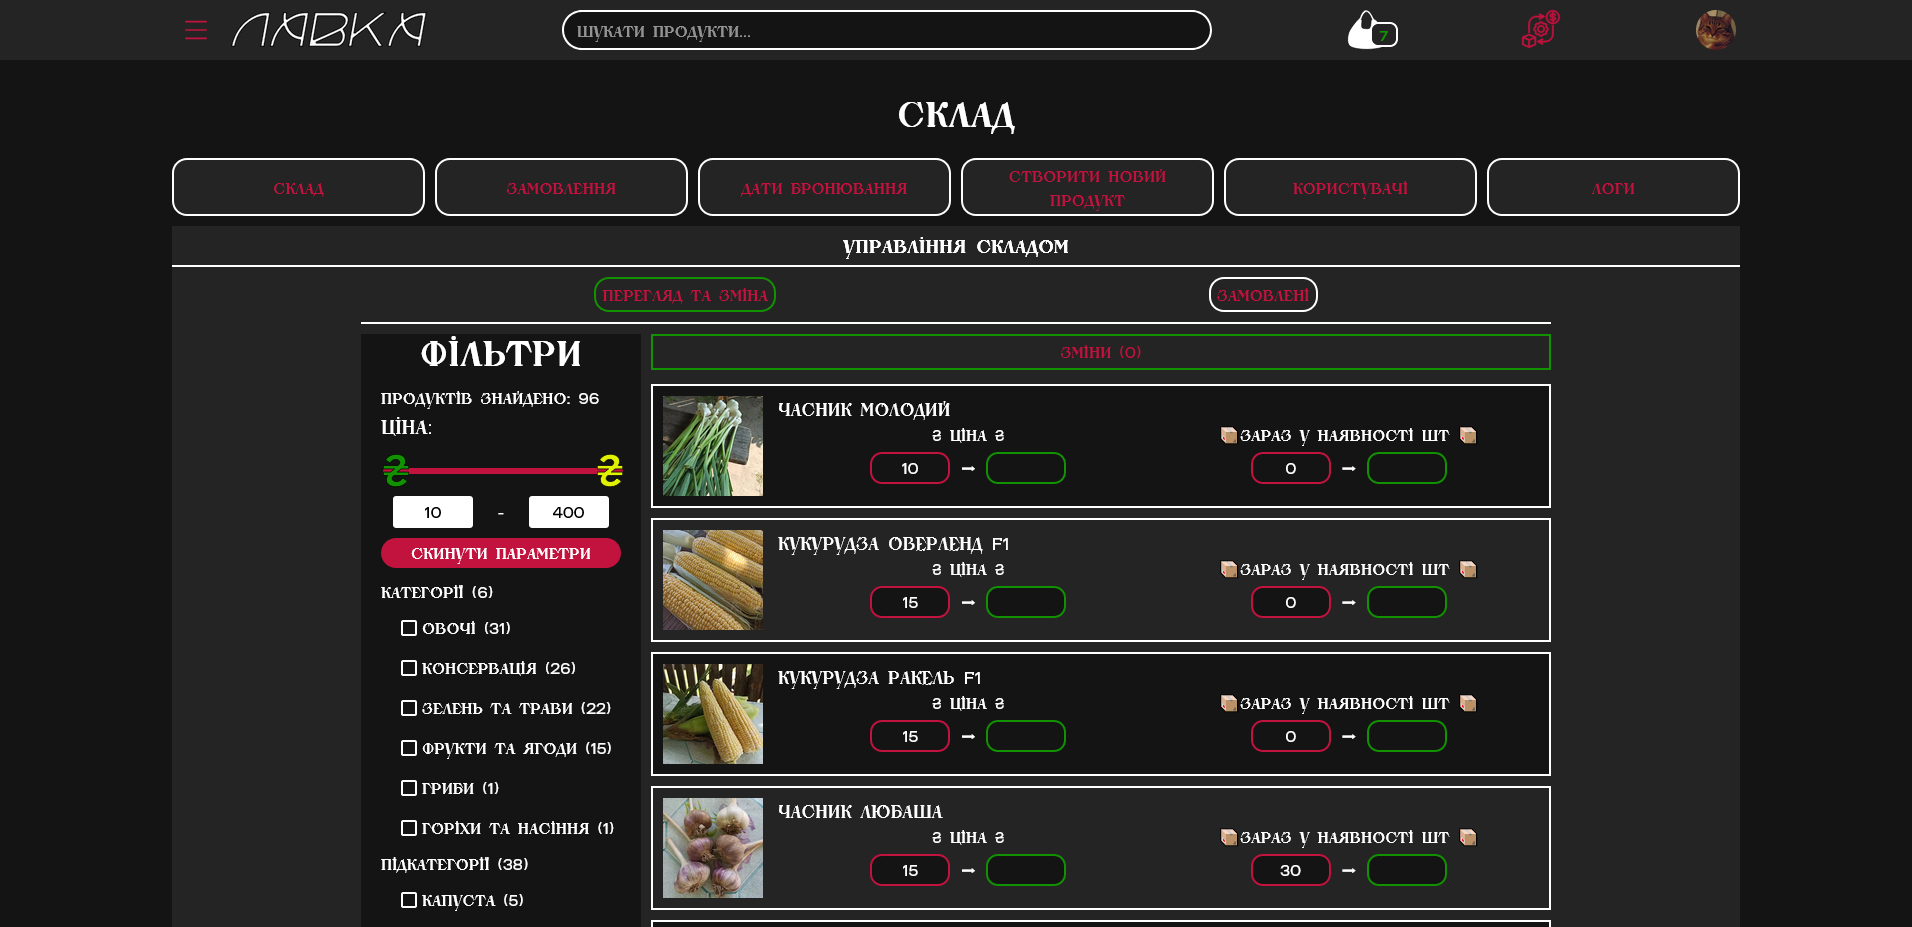 ЛАВКА
ШУКАТИ ПРОДУКТИ...
7
СКЛАД
СКЛАД
ЗАМОВЛЕННЯ
ДАТИ БРОНЮВАННЯ
СТВОРИТИ НОВИЙ
ПРОДУКТ
КОРИСТУВАЧІ
ЛОГИ
УПРАВЛІННЯ СКЛАДОМ
ПЕРЕГЛЯД ТА ЗМІНА
ЗАМОВЛЕНІ
ФІЛЬТРИ
ПРОДУКТІВ ЗНАЙДЕНО: 96
ЦІНА:
₴ ₴
10 - 400
СКИНУТИ ПАРАМЕТРИ
КАТЕГОРІЇ (6)
ОВОЧІ (31)
КОНСЕРВАЦІЯ (26)
ЗЕЛЕНЬ ТА ТРАВИ (22)
ФРУКТИ ТА ЯГОДИ (15)
ГРИБИ (1)
ГОРІХИ ТА НАСІННЯ (1)
ПІДКАТЕГОРІЇ (38)
КАПУСТА (5)
ЗМІНИ (0)
ЧАСНИК МОЛОДИЙ
₴ ЦІНА ₴
10 →
📦ЗАРАЗ У НАЯВНОСТІ ШТ 📦
0 →
КУКУРУДЗА ОВЕРЛЕНД F1
₴ ЦІНА ₴
15 →
📦ЗАРАЗ У НАЯВНОСТІ ШТ 📦
0 →
КУКУРУДЗА РАКЕЛЬ F1
₴ ЦІНА ₴
15 →
📦ЗАРАЗ У НАЯВНОСТІ ШТ 📦
0 →
ЧАСНИК ЛЮБАША
₴ ЦІНА ₴
15 →
📦ЗАРАЗ У НАЯВНОСТІ ШТ 📦
30 →